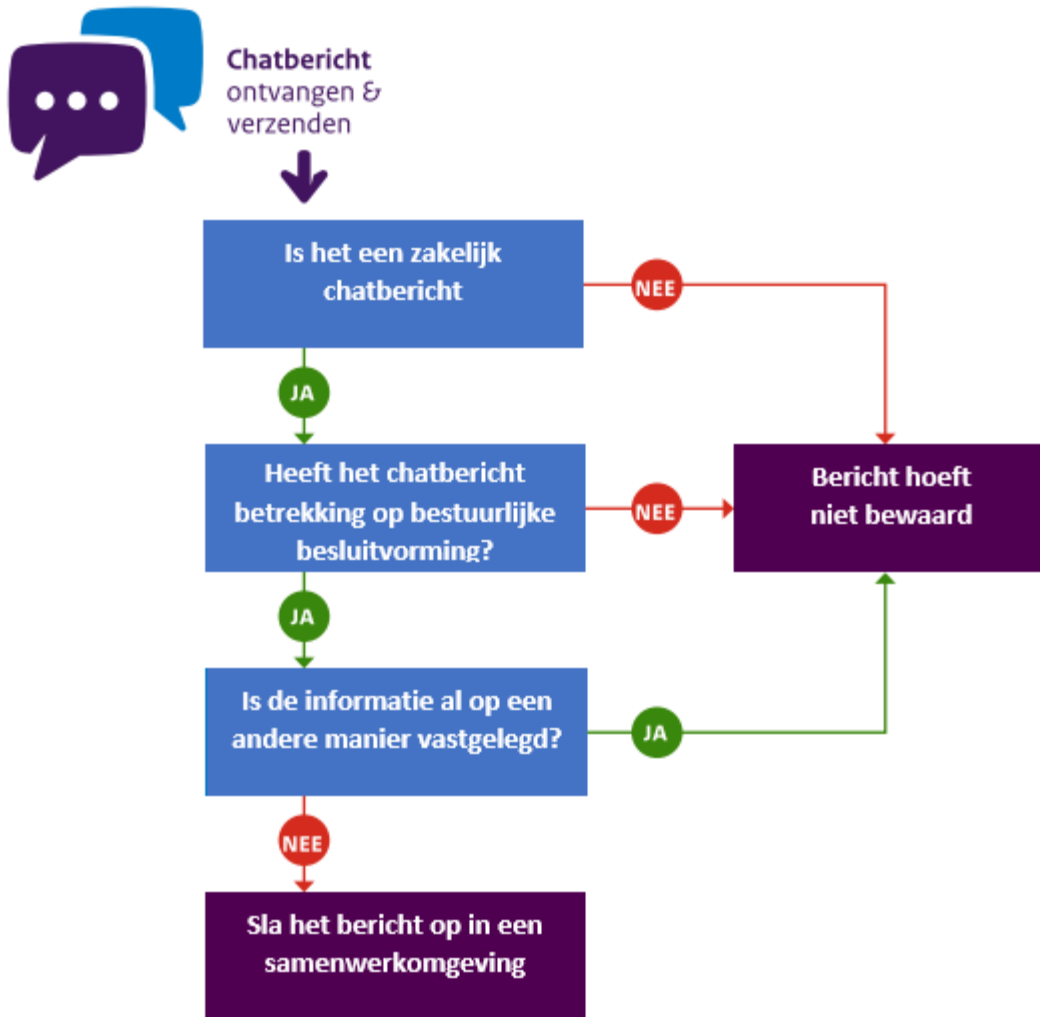 Chatbericht
ontvangen &
verzenden
Is het een zakelijk
chatbericht
NEE
JA
Heeft het chatbericht
betrekking op bestuurlijke
besluitvorming?
NEE
Bericht hoeft
niet bewaard
JA
Is de informatie al op een
andere manier vastgelegd?
JA
NEE
Sla het bericht op in een
samenwerkomgeving